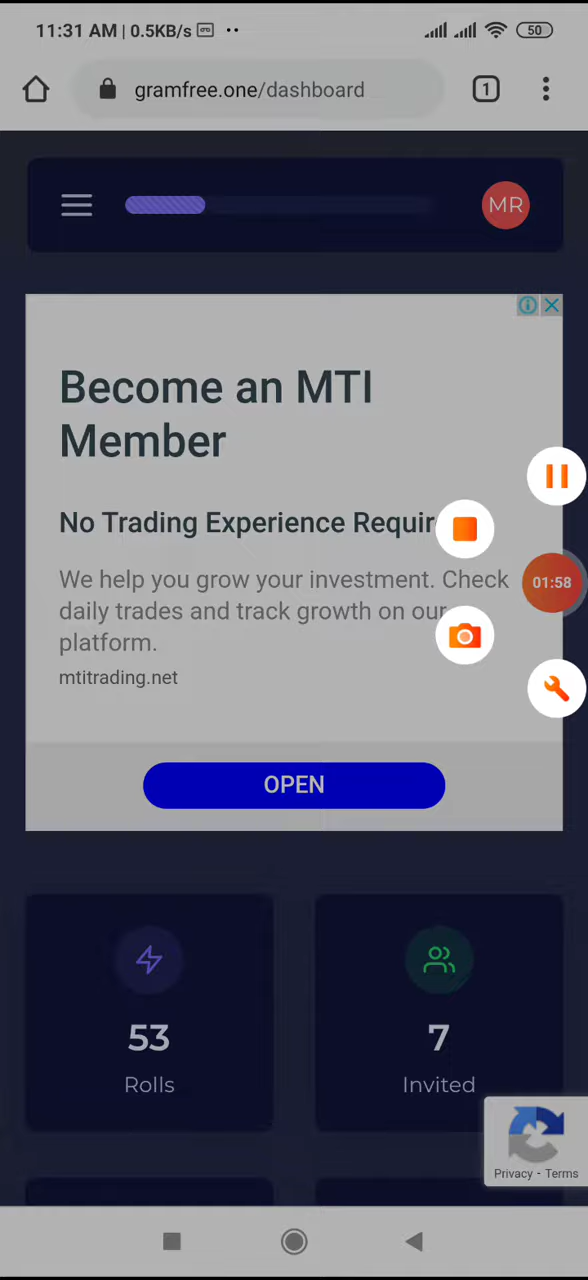 11:31 AM | 0.5KB/s
50
gramfree.one/dashboard
1
MR
Become an MTI
Member
No Trading Experience Requir
We help you grow your investment. Check
daily trades and track growth on our
platform.
mtitrading.net
01:58
OPEN
53
7
Rolls
Invited
Privacy - Terms